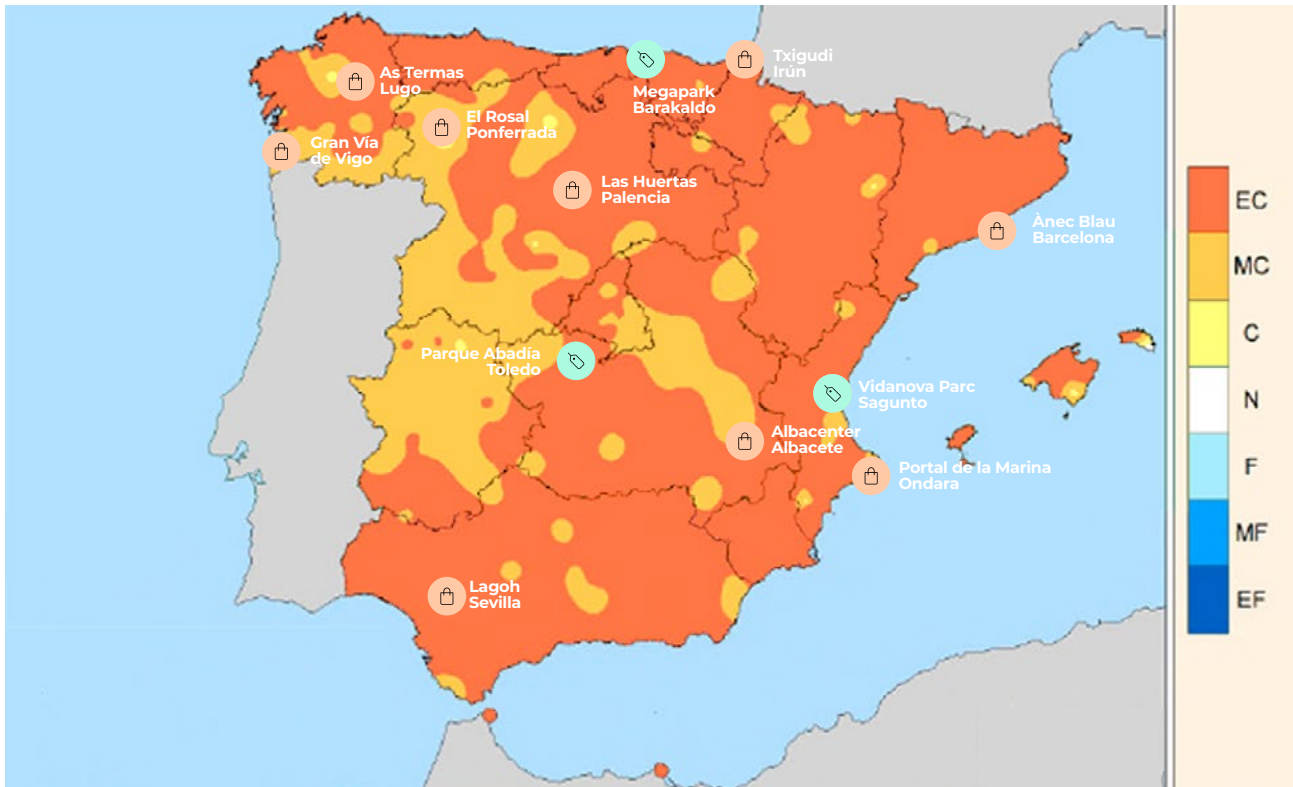 As Termas
Lugo
Megapark
Barakaldo
Txigudi
Irún
El Rosal
Ponferrada
Gran Vía
de Vigo
Las Huertas
Palencia
Ànec Blau
Barcelona
Parque Abadía
Toledo
Vidanova Parc
Sagunto
Albacenter
Albacete
Portal de la Marina
Ondara
Lagoh
Sevilla
EC
MC
C
N
F
MF
EF